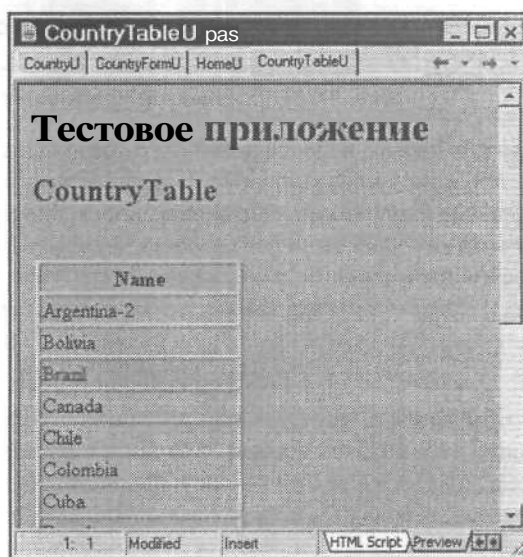 CountryTableU pas
CountryU CountryFormU HomeU CountryTableU
Тестовое приложение
CountryTable
Name
Argentina-2
Bolivia
Brazil
Canada
Chile
Colombia
Cuba
1: 1 Modified Insert HTML Script Preview